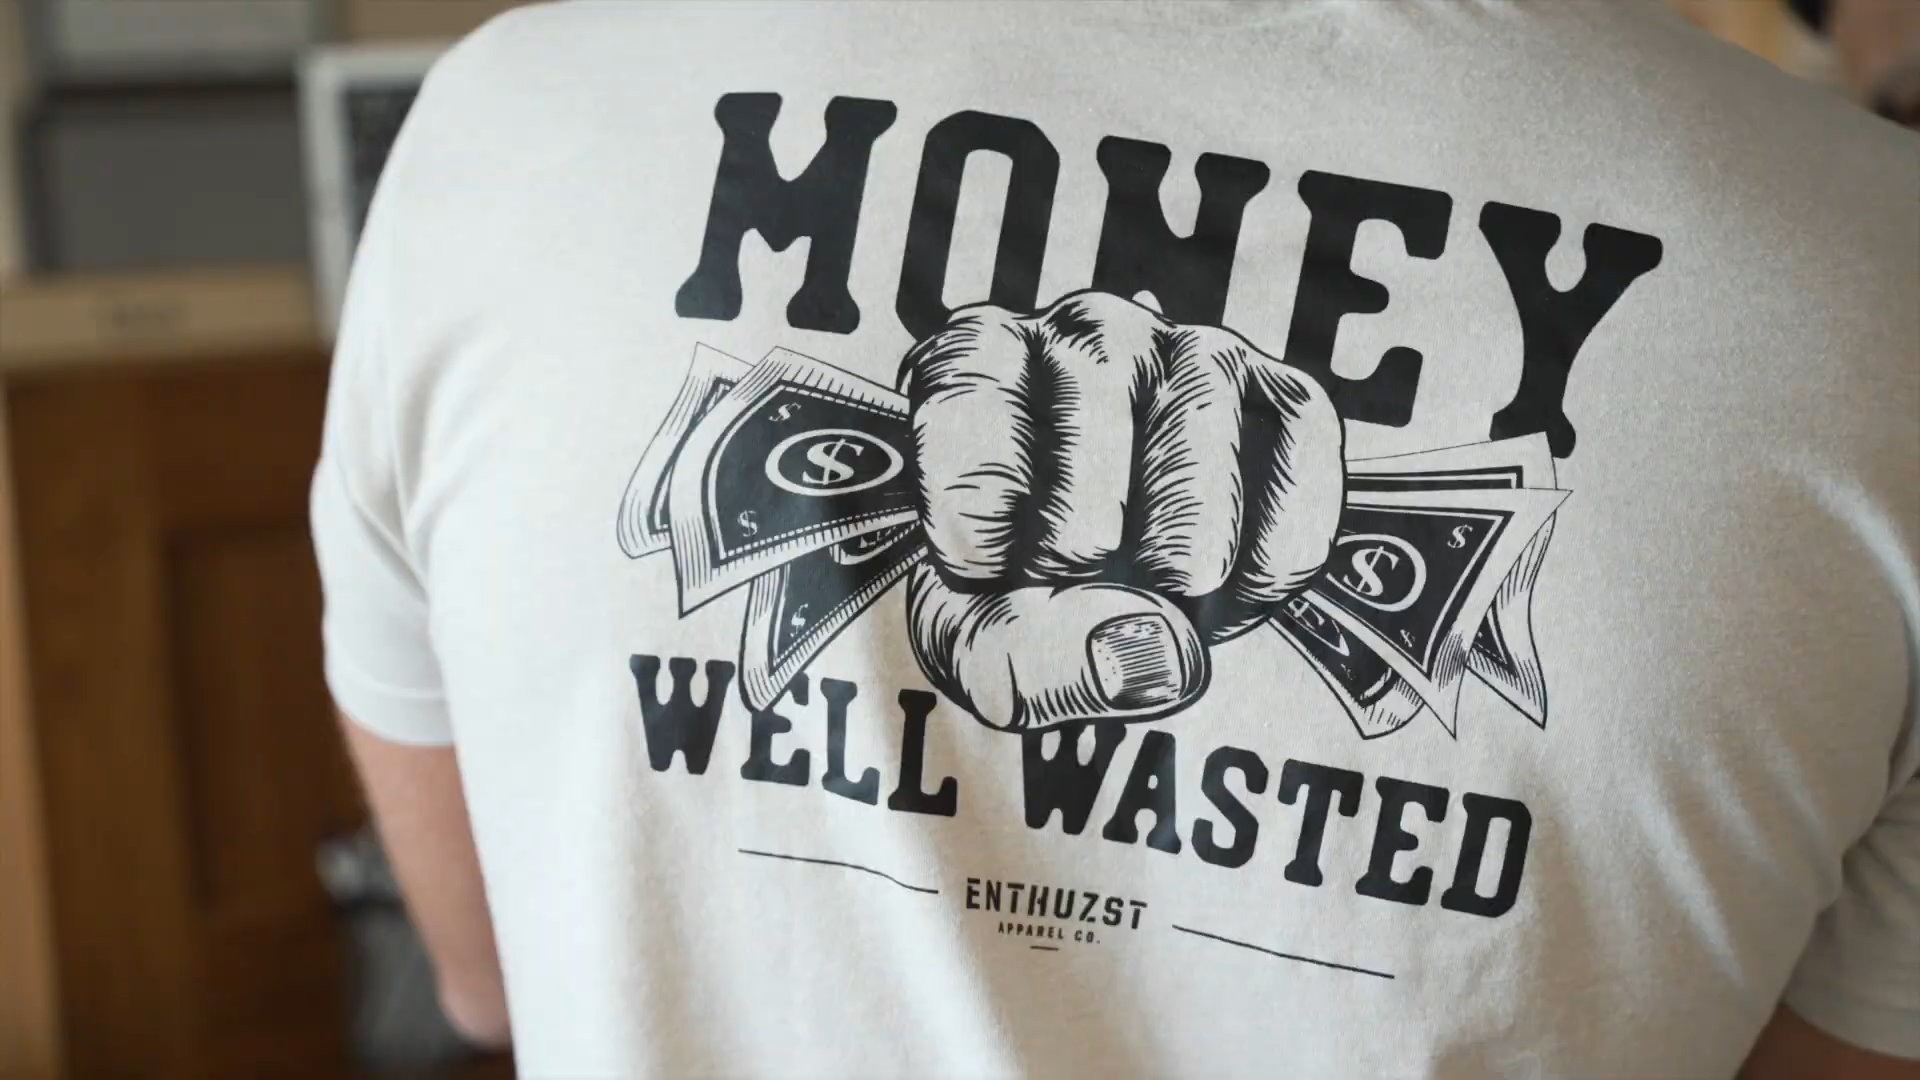 MONEY
$ $ $ $
$ $ $
WELL WASTED
ENTHUZST
APPAREL CO.